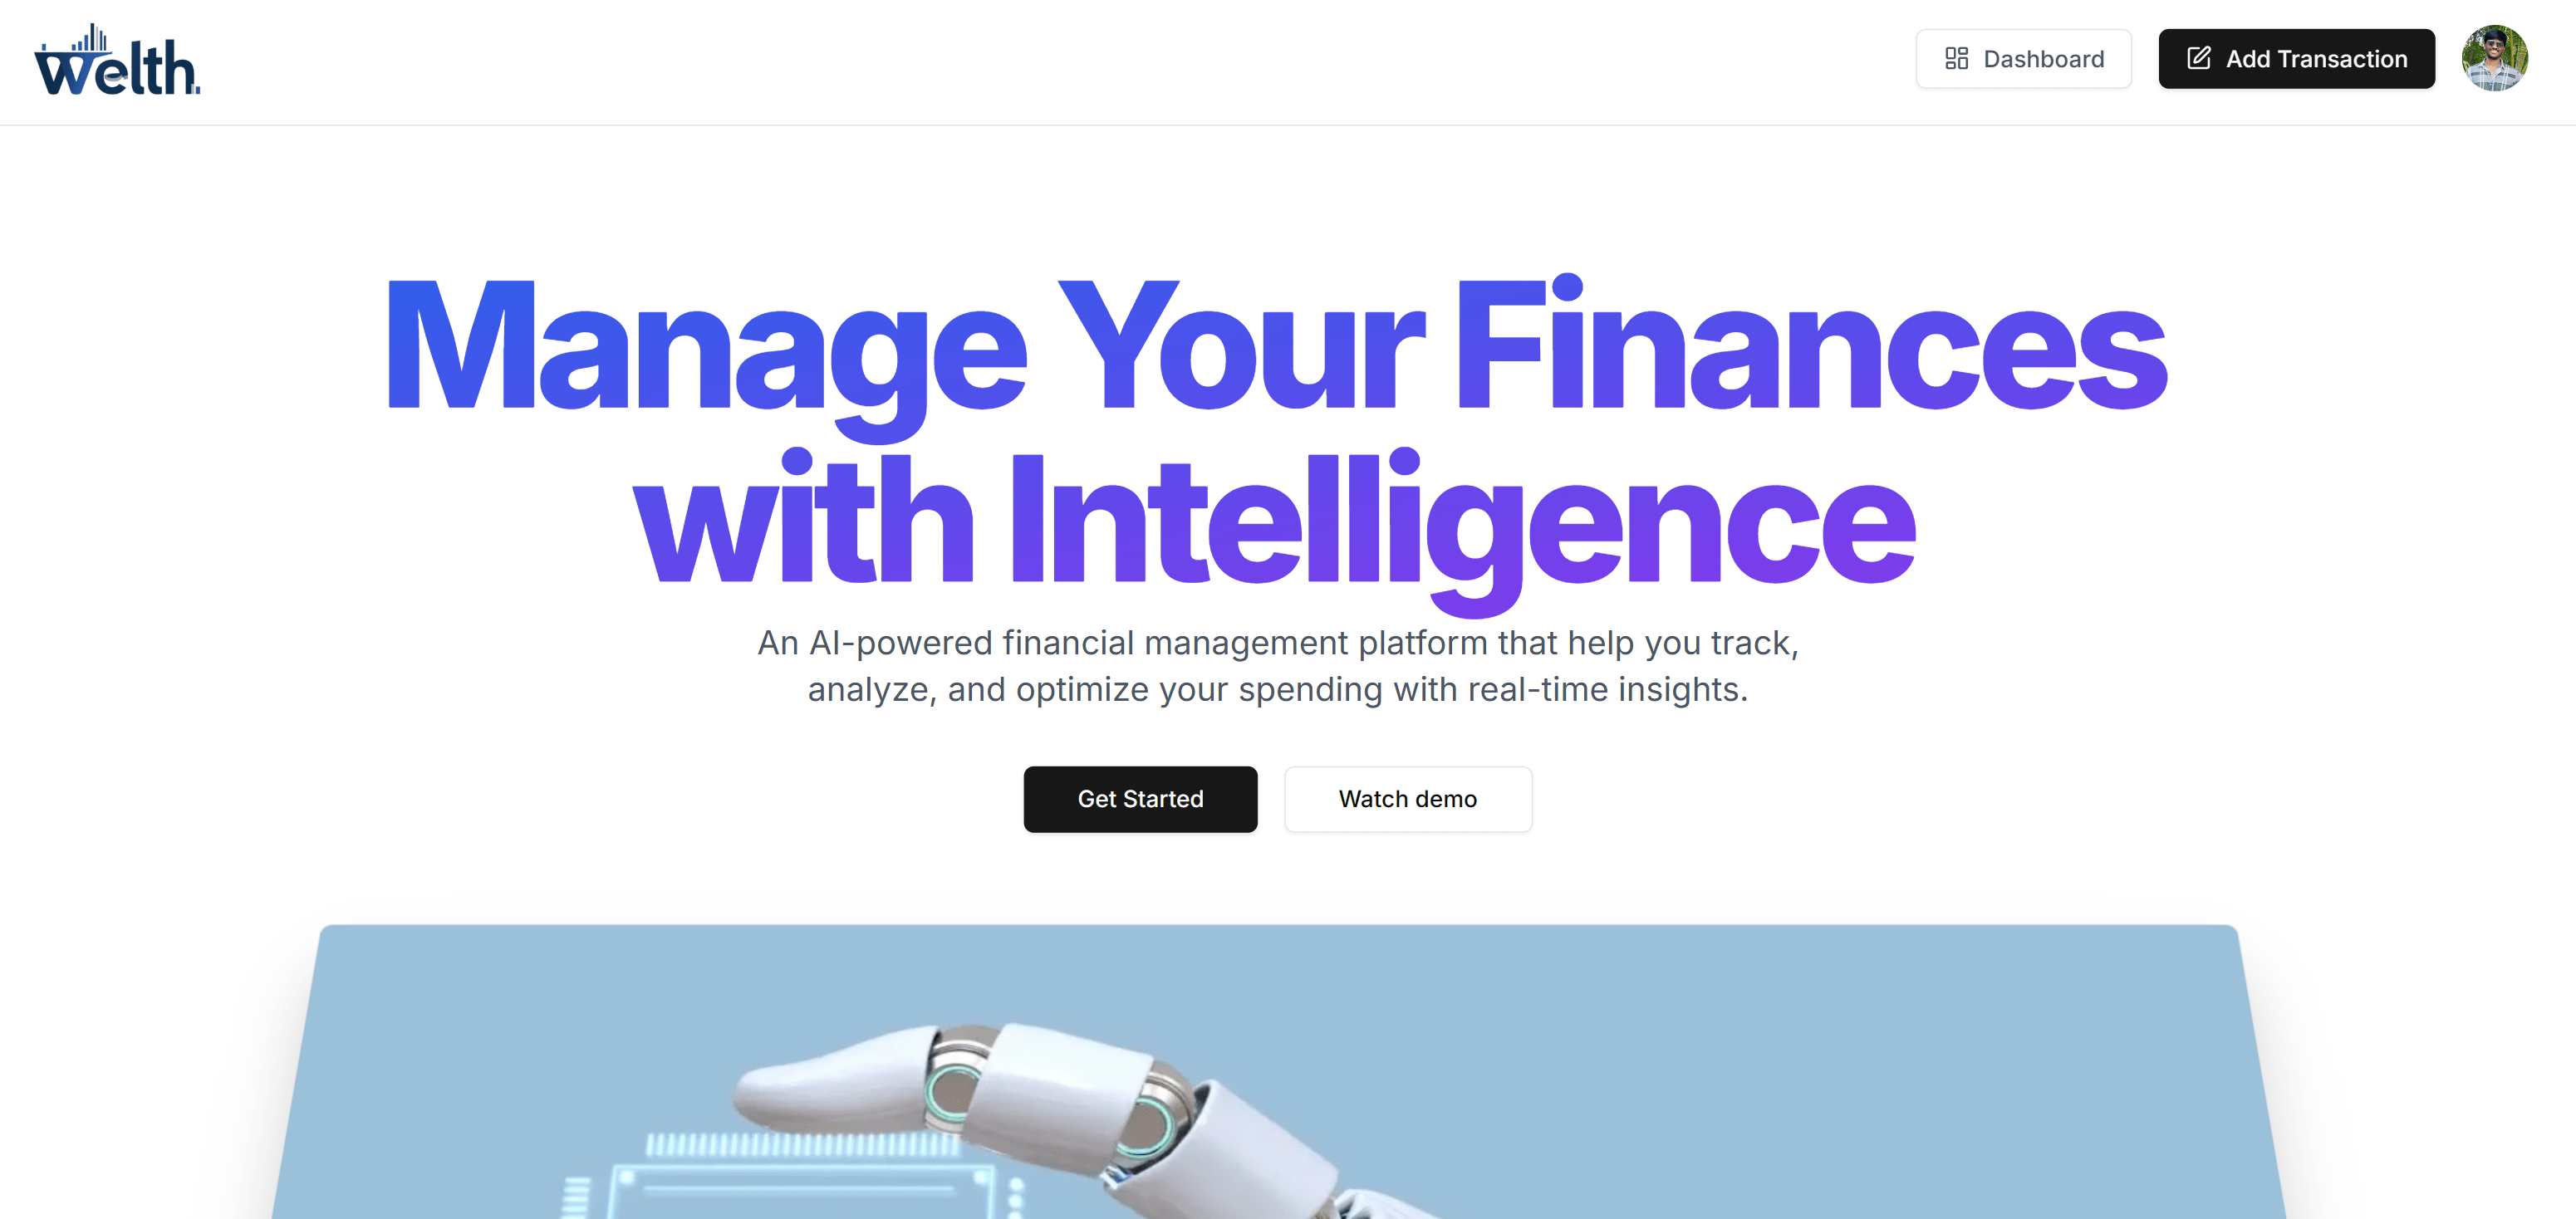 welth.
Dashboard
Add Transaction
Manage Your Finances
with Intelligence
An AI-powered financial management platform that help you track,
analyze, and optimize your spending with real-time insights.
Get Started
Watch demo